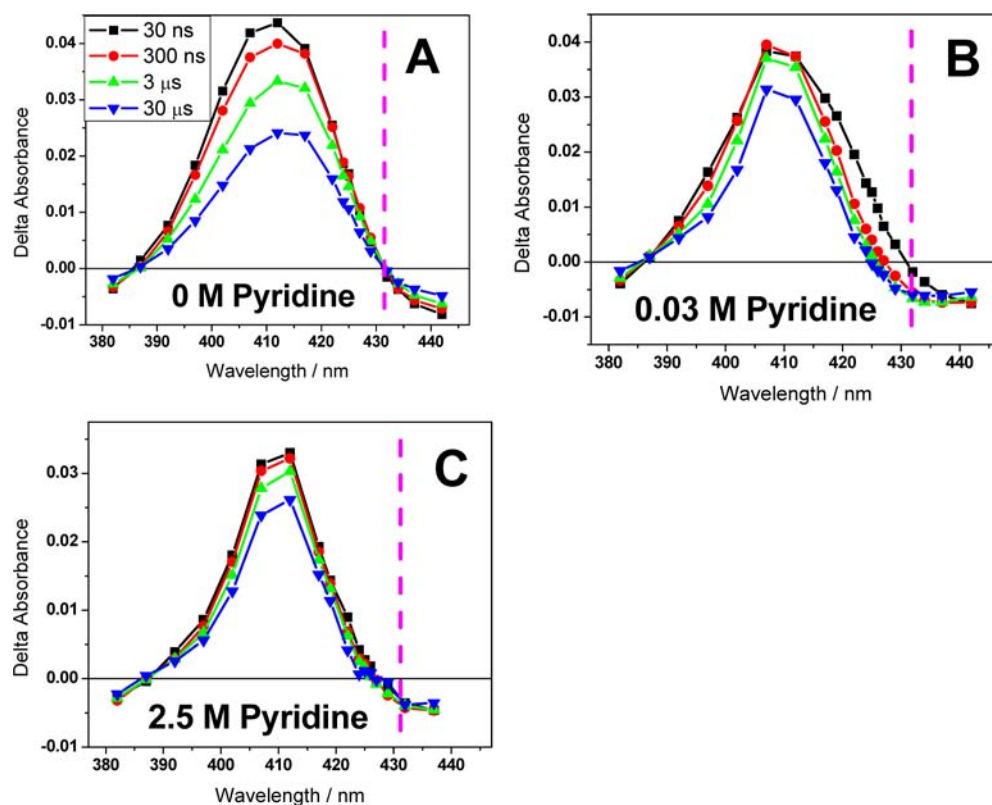 A
30 ns
300 ns
3 μs
30 μs
Delta Absorbance
0.04
0.03
0.02
0.01
0.00
-0.01
0 M Pyridine
380 390 400 410 420 430 440
Wavelength / nm
B
Delta Absorbance
0.04
0.03
0.02
0.01
0.00
-0.01
0.03 M Pyridine
380 390 400 410 420 430 440
Wavelength / nm
C
Delta Absorbance
0.03
0.02
0.01
0.00
-0.01
2.5 M Pyridine
380 390 400 410 420 430 440
Wavelength / nm